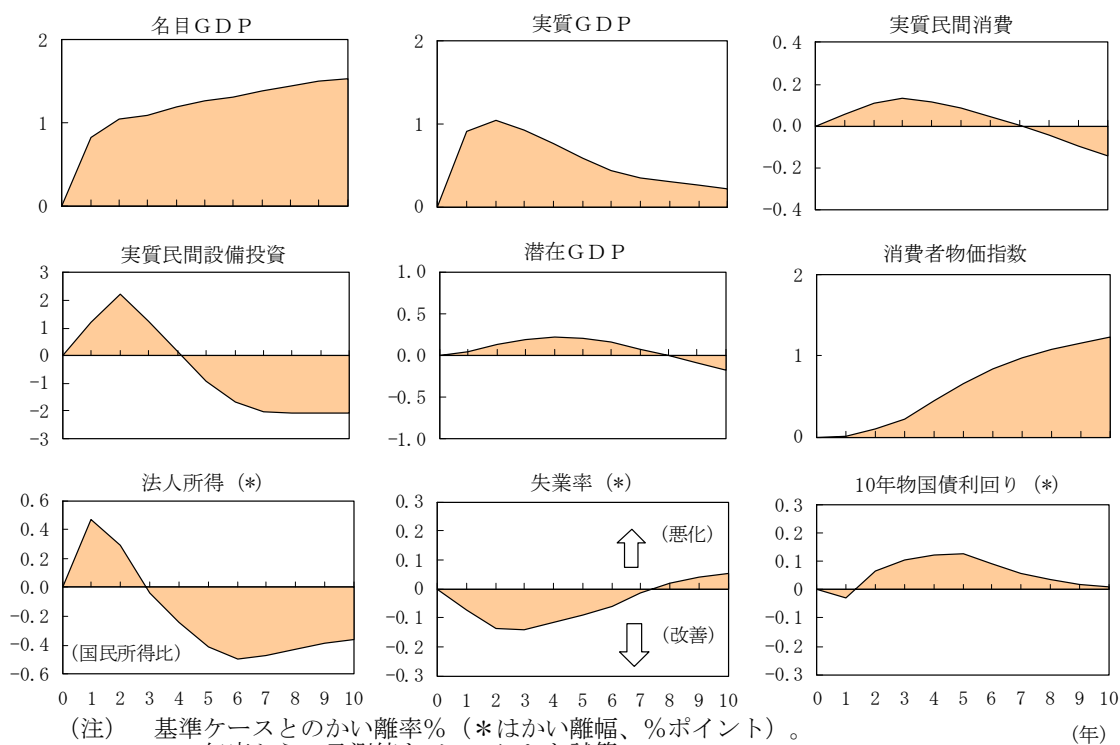 名目GDP
実質GDP
実質民間消費
2
1
0
2
1
0
0.4
0.2
0.0
−0.2
−0.4
実質民間設備投資
潜在GDP
消費者物価指数
3
2
1
0
−1
−2
−3
1.0
0.5
0.0
−0.5
−1.0
2
1
0
法人所得 (*)
失業率 (*)
10年物国債利回り (*)
0.6
0.4
0.2
0.0
−0.2
−0.4
−0.6
(国民所得比)
0.3
0.2
0.1
0
−0.1
−0.2
−0.3
(悪化)
(改善)
0.3
0.2
0.1
0
−0.1
−0.2
−0.3
0 1 2 3 4 5 6 7 8 9 10
0 1 2 3 4 5 6 7 8 9 10
0 1 2 3 4 5 6 7 8 9 10
(注) 基準ケースとのかい離率%(*はかい離幅、%ポイント)。
(年)